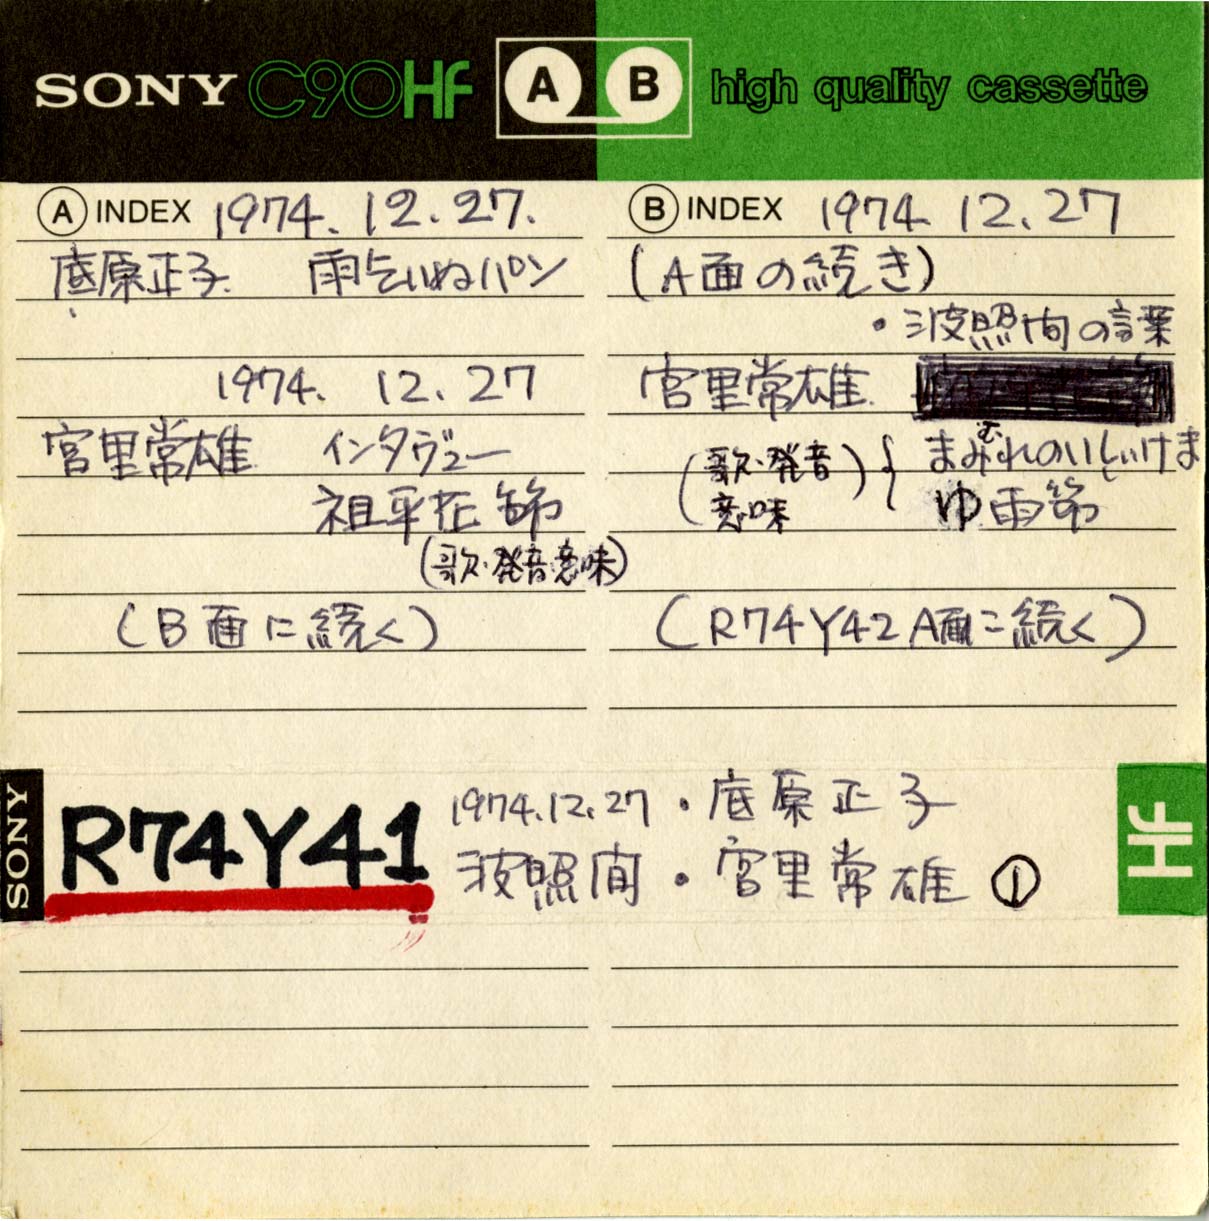 SONY C90Hf A B high quality cassette
A INDEX 1974. 12. 27.
底原正子 雨乞いぬパン
1974. 12. 27
宮里常雄 インタヴュー
祖平花節
(歌・発音・意味)
(B面に続く)
B INDEX 1974. 12. 27
(A面の続き)
・波照間の言葉
宮里常雄
(歌・発音
意味) { まみむれのいしいけま
ゆ雨節
(R74Y42 A面に続く)
SONY
R74Y41
1974.12.27 ・底原正子
波照間・宮里常雄 ①
Hf